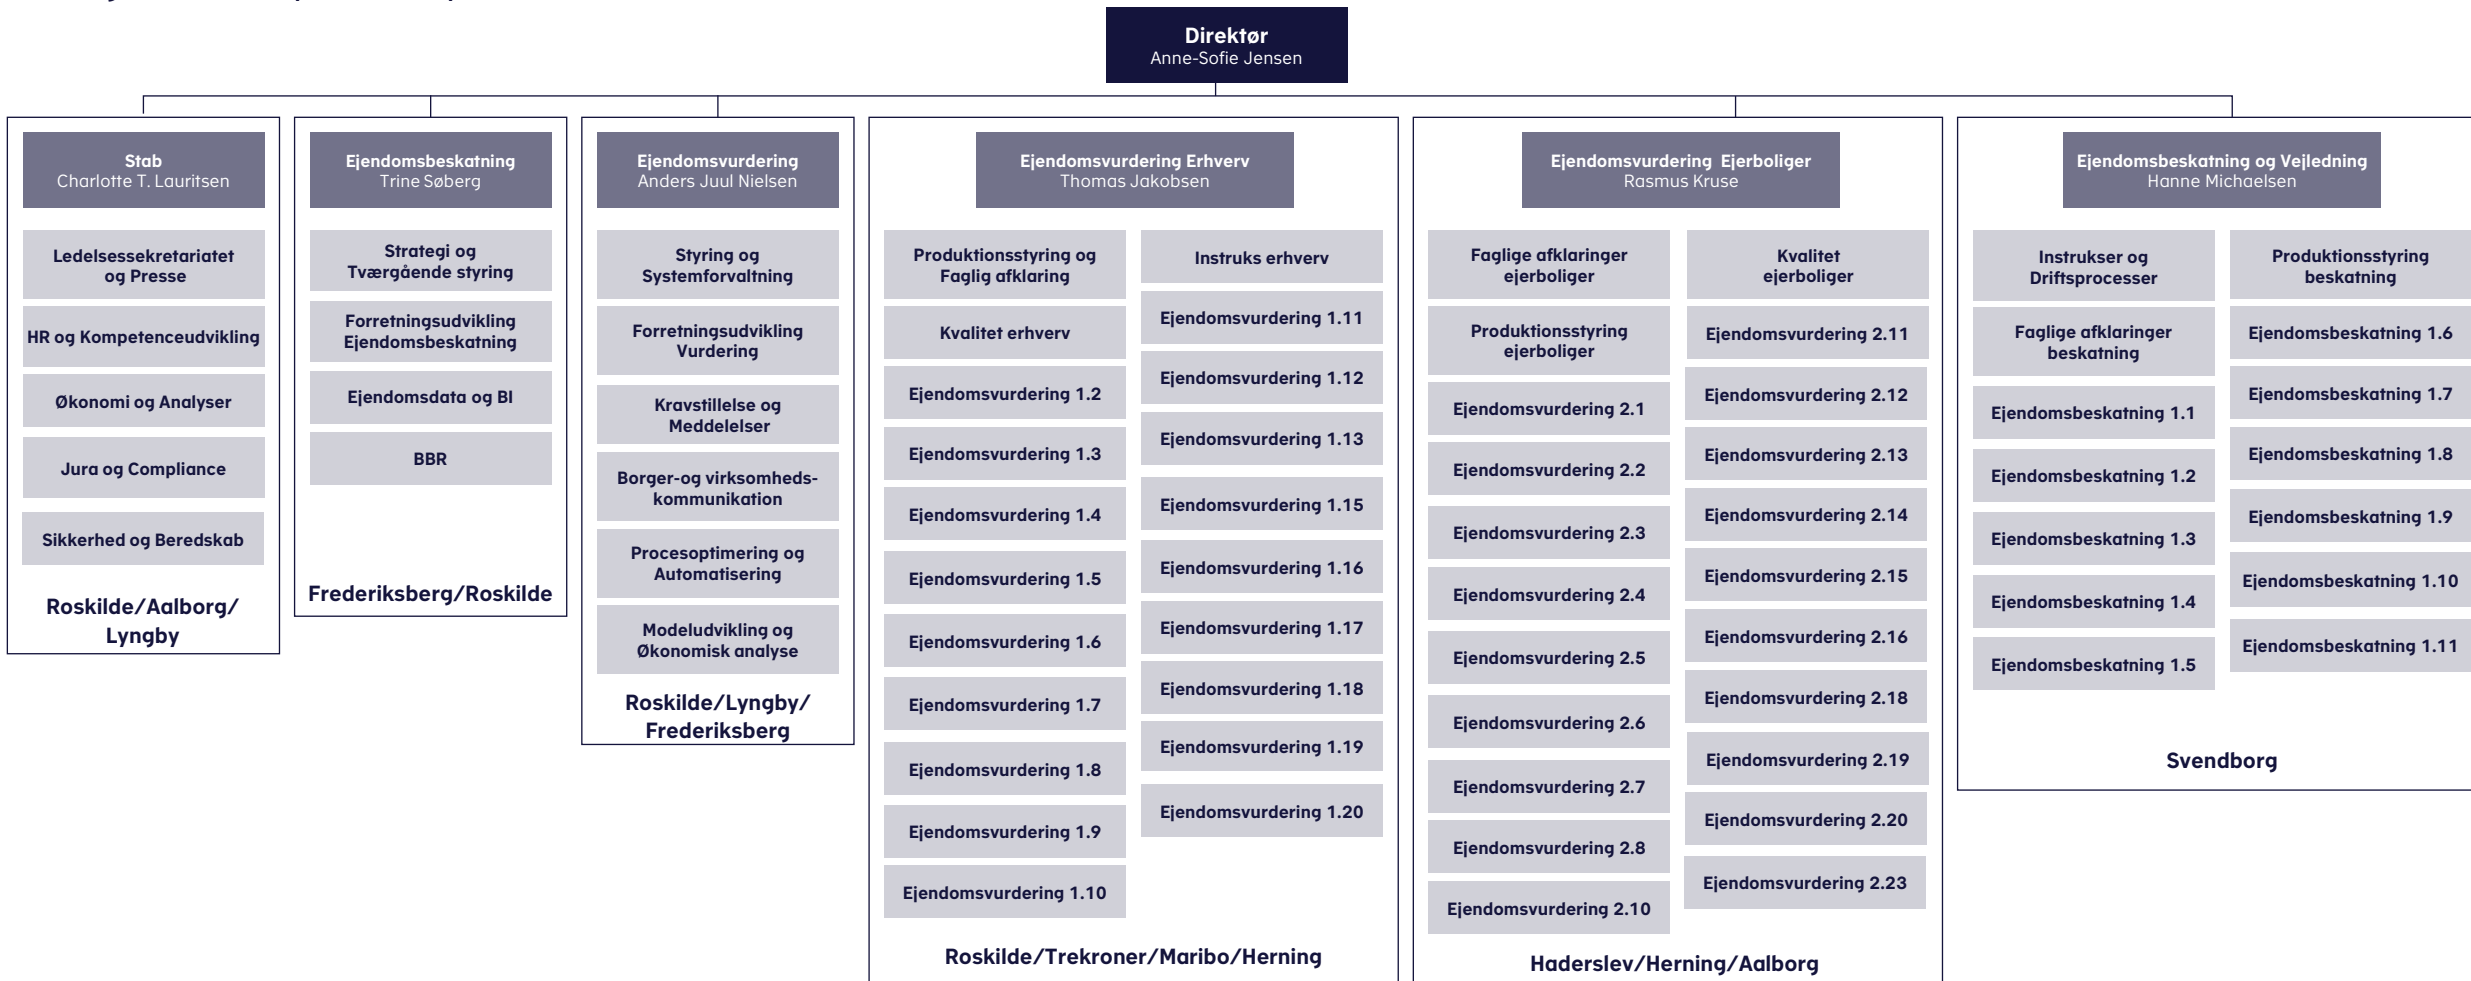 Direktør
Anne-Sofie Jensen
Stab
Charlotte T. Lauritsen
Ledelsessekretariatet
og Presse
HR og Kompetenceudvikling
Økonomi og Analyser
Jura og Compliance
Sikkerhed og Beredskab
Roskilde/Aalborg/
Lyngby
Ejendomsbeskatning
Trine Søberg
Strategi og
Tværgående styring
Forretningsudvikling
Ejendomsbeskatning
Ejendomsdata og BI
BBR
Frederiksberg/Roskilde
Ejendomsvurdering
Anders Juul Nielsen
Styring og
Systemforvaltning
Forretningsudvikling
Vurdering
Kravstillelse og
Meddelelser
Borger-og virksomheds-
kommunikation
Procesoptimering og
Automatisering
Modeludvikling og
Økonomisk analyse
Roskilde/Lyngby/
Frederiksberg
Ejendomsvurdering Erhverv
Thomas Jakobsen
Produktionsstyring og
Faglig afklaring
Kvalitet erhverv
Ejendomsvurdering 1.2
Ejendomsvurdering 1.3
Ejendomsvurdering 1.4
Ejendomsvurdering 1.5
Ejendomsvurdering 1.6
Ejendomsvurdering 1.7
Ejendomsvurdering 1.8
Ejendomsvurdering 1.9
Ejendomsvurdering 1.10
Instruks erhverv
Ejendomsvurdering 1.11
Ejendomsvurdering 1.12
Ejendomsvurdering 1.13
Ejendomsvurdering 1.15
Ejendomsvurdering 1.16
Ejendomsvurdering 1.17
Ejendomsvurdering 1.18
Ejendomsvurdering 1.19
Ejendomsvurdering 1.20
Roskilde/Trekroner/Maribo/Herning
Ejendomsvurdering Ejerboliger
Rasmus Kruse
Faglige afklaringer
ejerboliger
Produktionsstyring
ejerboliger
Ejendomsvurdering 2.1
Ejendomsvurdering 2.2
Ejendomsvurdering 2.3
Ejendomsvurdering 2.4
Ejendomsvurdering 2.5
Ejendomsvurdering 2.6
Ejendomsvurdering 2.7
Ejendomsvurdering 2.8
Ejendomsvurdering 2.10
Kvalitet
ejerboliger
Ejendomsvurdering 2.11
Ejendomsvurdering 2.12
Ejendomsvurdering 2.13
Ejendomsvurdering 2.14
Ejendomsvurdering 2.15
Ejendomsvurdering 2.16
Ejendomsvurdering 2.18
Ejendomsvurdering 2.19
Ejendomsvurdering 2.20
Ejendomsvurdering 2.23
Haderslev/Herning/Aalborg
Ejendomsbeskatning og Vejledning
Hanne Michaelsen
Instrukser og
Driftsprocesser
Faglige afklaringer
beskatning
Ejendomsbeskatning 1.1
Ejendomsbeskatning 1.2
Ejendomsbeskatning 1.3
Ejendomsbeskatning 1.4
Ejendomsbeskatning 1.5
Produktionsstyring
beskatning
Ejendomsbeskatning 1.6
Ejendomsbeskatning 1.7
Ejendomsbeskatning 1.8
Ejendomsbeskatning 1.9
Ejendomsbeskatning 1.10
Ejendomsbeskatning 1.11
Svendborg